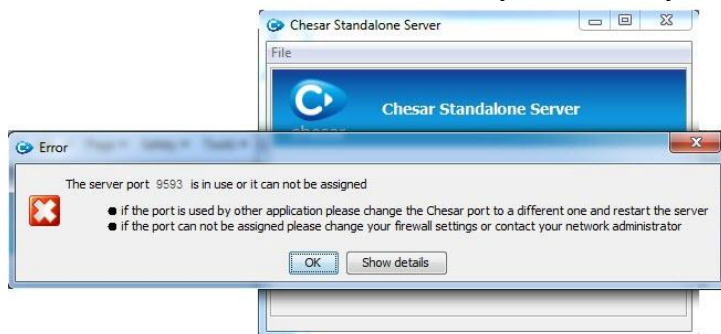 Chesar Standalone Server
File
Chesar Standalone Server
chesar
Error
The server port 9593 is in use or it can not be assigned
● if the port is used by other application please change the Chesar port to a different one and restart the server
● if the port can not be assigned please change your firewall settings or contact your network administrator
OK Show details